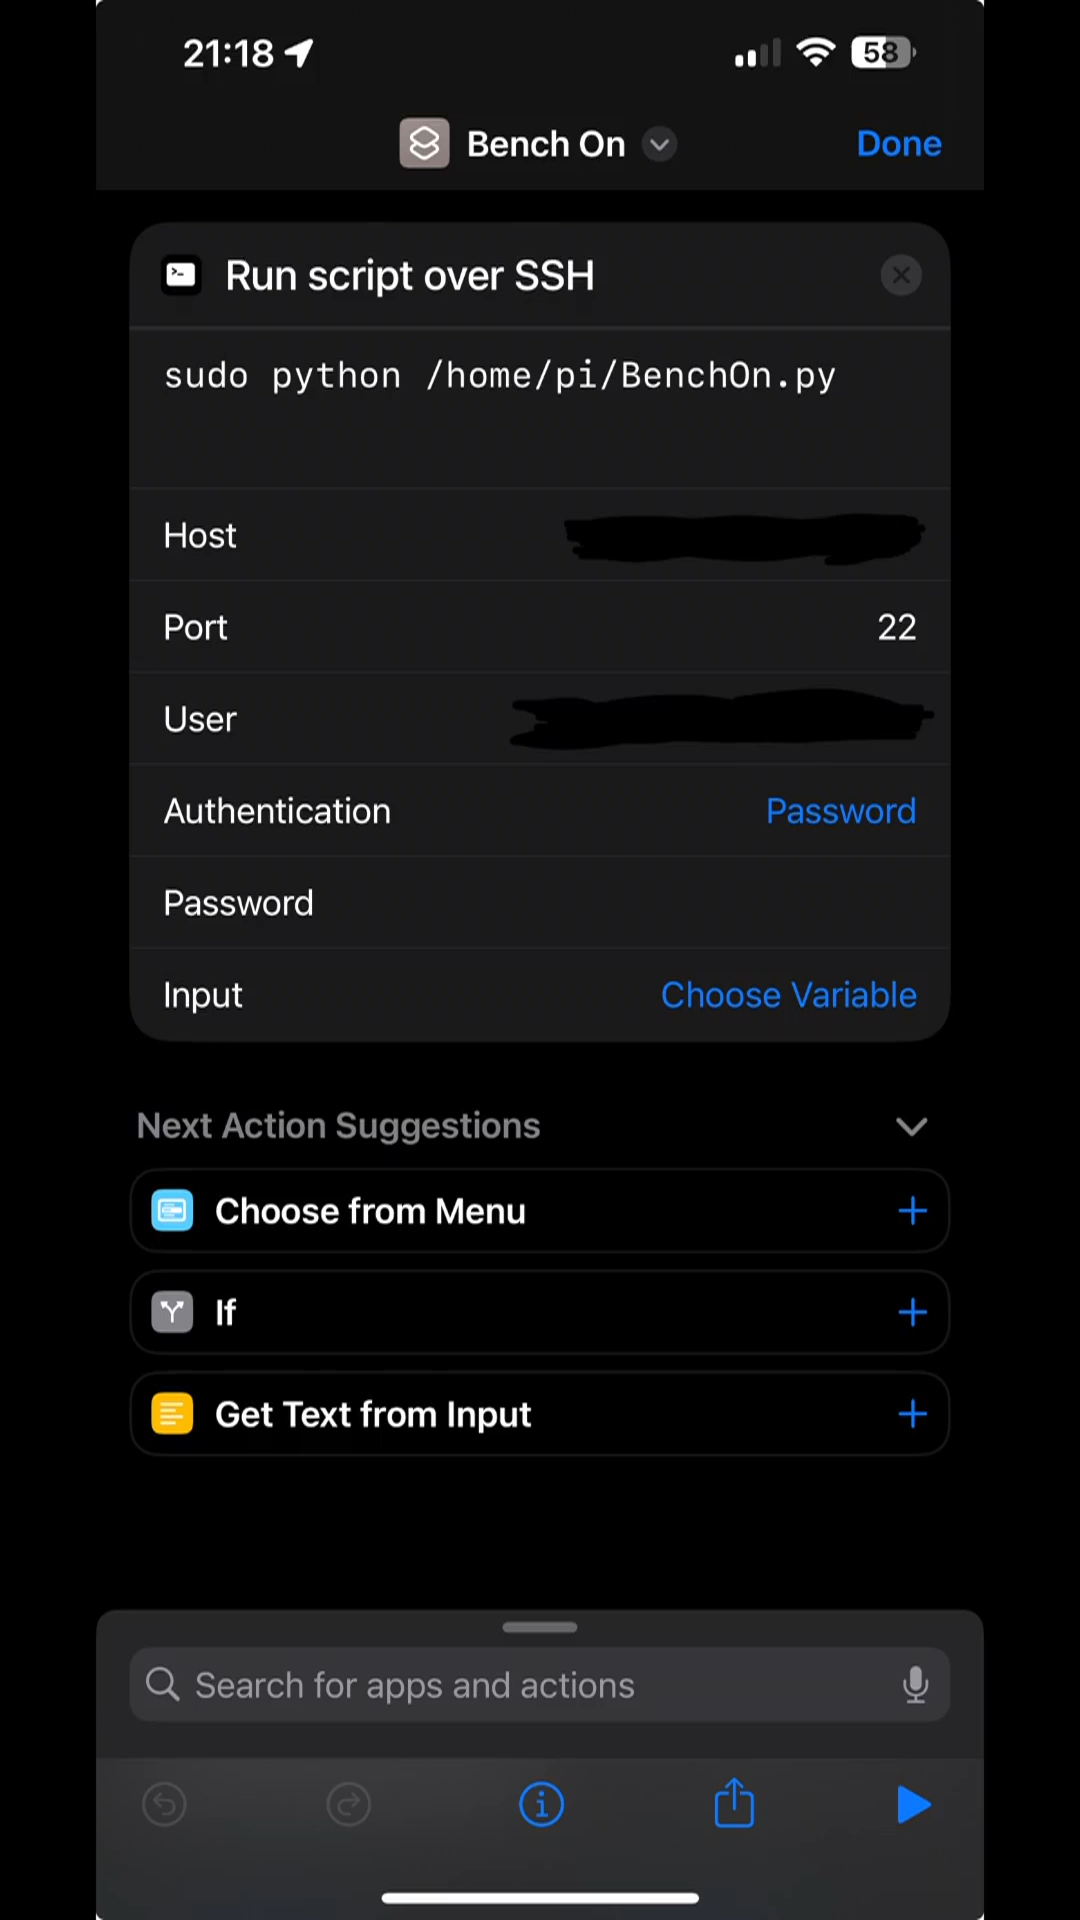 21:18
58
Bench On
Done
Run script over SSH
sudo python /home/pi/BenchOn.py
Host
Port 22
User
Authentication Password
Password
Input Choose Variable
Next Action Suggestions
Choose from Menu
If
Get Text from Input
Search for apps and actions